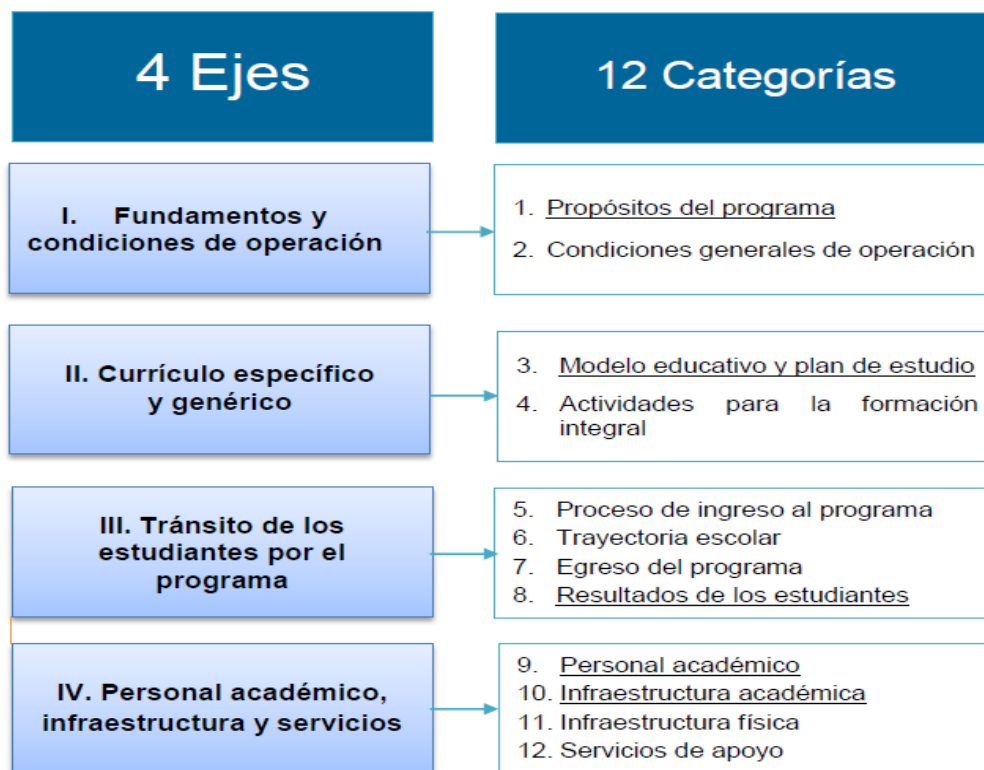 4 Ejes
12 Categorías
I. Fundamentos y
condiciones de operación
1. Propósitos del programa
2. Condiciones generales de operación
II. Currículo específico
y genérico
3. Modelo educativo y plan de estudio
4. Actividades para la formación
integral
III. Tránsito de los
estudiantes por el
programa
5. Proceso de ingreso al programa
6. Trayectoria escolar
7. Egreso del programa
8. Resultados de los estudiantes
IV. Personal académico,
infraestructura y servicios
9. Personal académico
10. Infraestructura académica
11. Infraestructura física
12. Servicios de apoyo